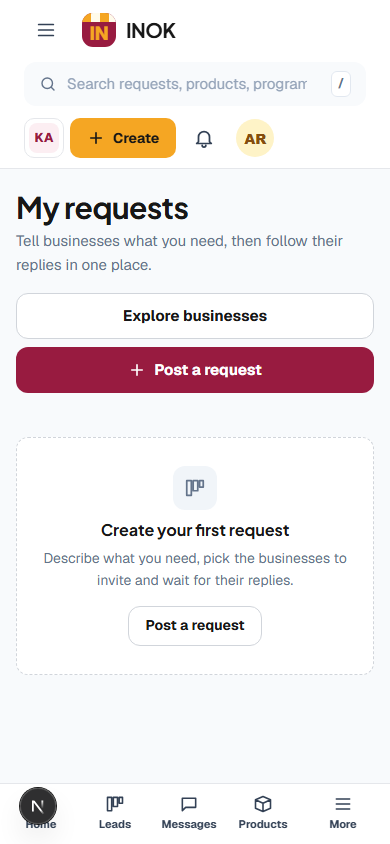 IN INOK
Search requests, products, program /
KA + Create AR
My requests
Tell businesses what you need, then follow their
replies in one place.
Explore businesses
+ Post a request
Create your first request
Describe what you need, pick the businesses to
invite and wait for their replies.
Post a request
N
Home Leads Messages Products More